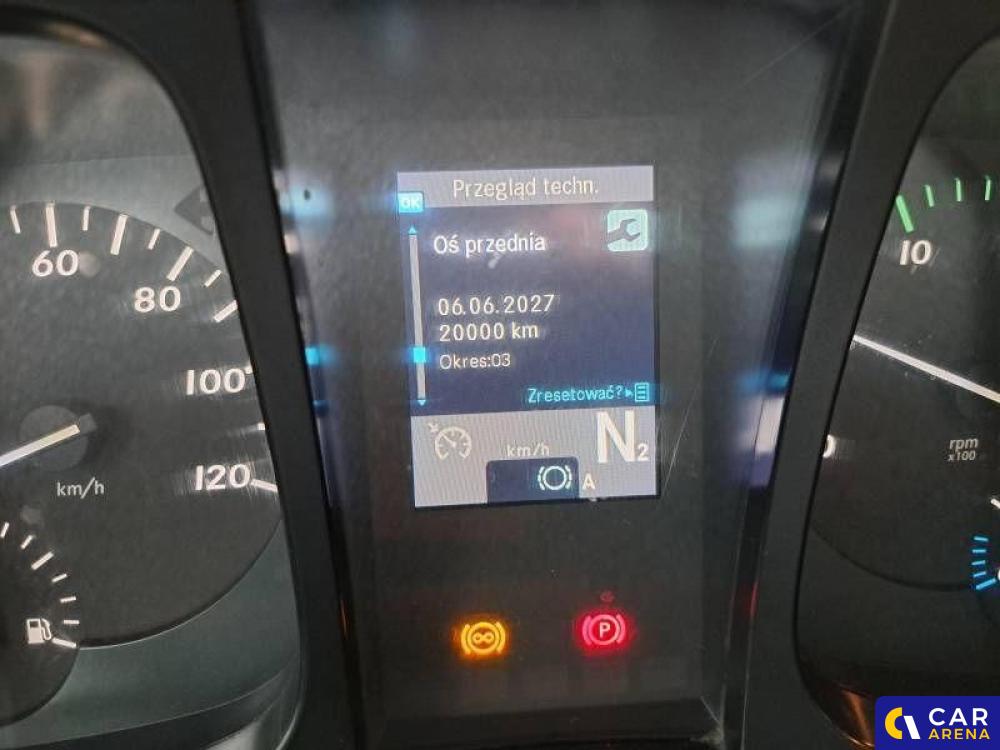 Przegląd techn.
OK
Oś przednia
06.06.2027
20000 km
Okres:03
Zresetować?
N2
km/h
A
60
80
100
120
km/h
10
rpm
x100
P
CAR
ARENA